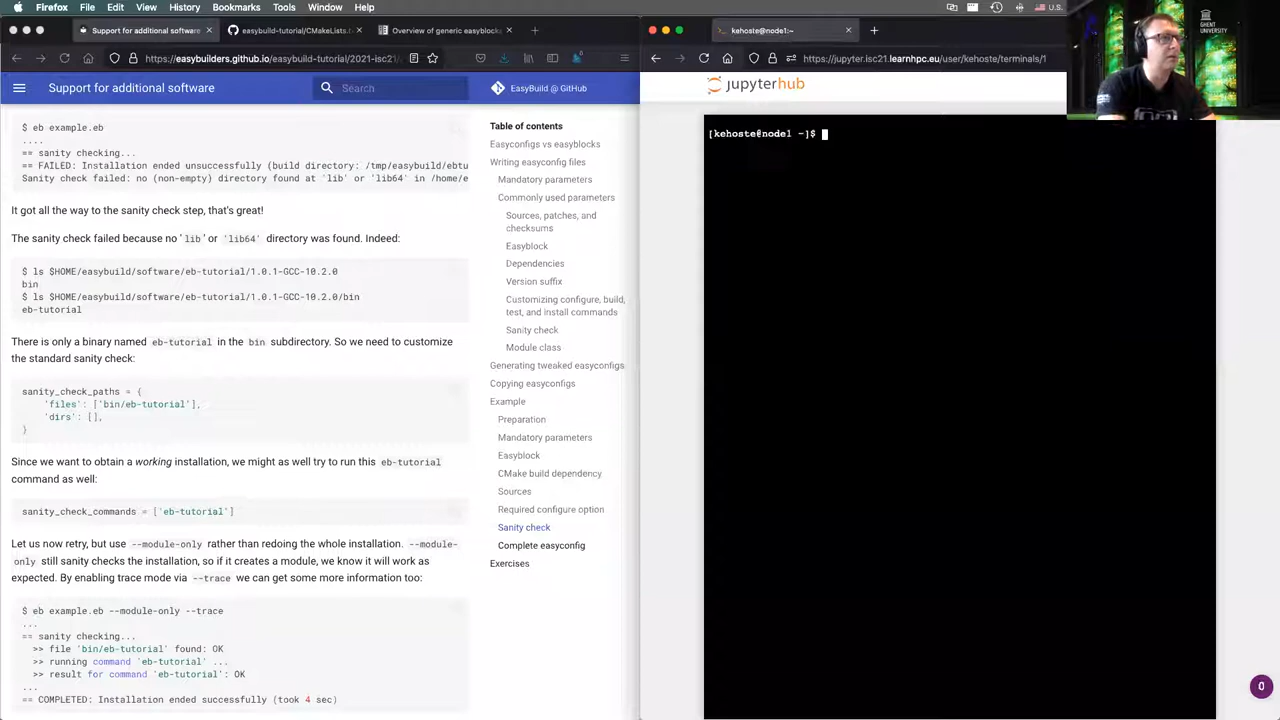 Firefox File Edit View History Bookmarks Tools Window Help
U.S.
GHENT
UNIVERSITY
Support for additional software
easybuild-tutorial/CMakeLists.t
Overview of generic easyblocks
kehoste@node1:~
https://easybuilders.github.io/easybuild-tutorial/2021-isc21/
https://jupyter.isc21.learnhpc.eu/user/kehoste/terminals/1
Support for additional software
Search
EasyBuild @ GitHub
jupyterhub
$ eb example.eb
....
== sanity checking...
== FAILED: Installation ended unsuccessfully (build directory: /tmp/easybuild/ebtu
Sanity check failed: no (non-empty) directory found at 'lib' or 'lib64' in /home/e
It got all the way to the sanity check step, that's great!
The sanity check failed because no 'lib' or 'lib64' directory was found. Indeed:
$ ls $HOME/easybuild/software/eb-tutorial/1.0.1-GCC-10.2.0
bin
$ ls $HOME/easybuild/software/eb-tutorial/1.0.1-GCC-10.2.0/bin
eb-tutorial
There is only a binary named eb-tutorial in the bin subdirectory. So we need to customize
the standard sanity check:
sanity_check_paths = {
'files': ['bin/eb-tutorial'],
'dirs': [],
}
Since we want to obtain a working installation, we might as well try to run this eb-tutorial
command as well:
sanity_check_commands = ['eb-tutorial']
Let us now retry, but use --module-only rather than redoing the whole installation. --module-
only still sanity checks the installation, so if it creates a module, we know it will work as
expected. By enabling trace mode via --trace we can get some more information too:
$ eb example.eb --module-only --trace
...
== sanity checking...
>> file 'bin/eb-tutorial' found: OK
>> running command 'eb-tutorial' ...
>> result for command 'eb-tutorial': OK
...
== COMPLETED: Installation ended successfully (took 4 sec)
Table of contents
Easyconfigs vs easyblocks
Writing easyconfig files
Mandatory parameters
Commonly used parameters
Sources, patches, and
checksums
Easyblock
Dependencies
Version suffix
Customizing configure, build,
test, and install commands
Sanity check
Module class
Generating tweaked easyconfigs
Copying easyconfigs
Example
Preparation
Mandatory parameters
Easyblock
CMake build dependency
Sources
Required configure option
Sanity check
Complete easyconfig
Exercises
[kehoste@node1 ~]$
0